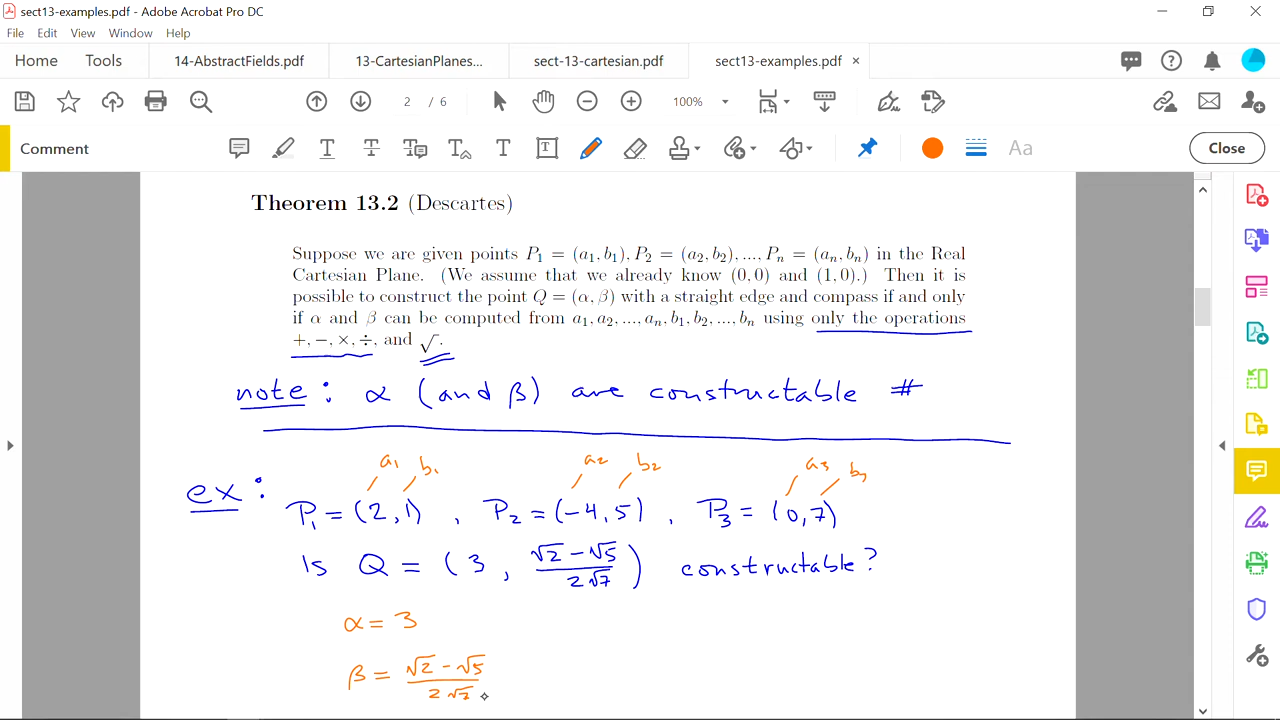 sect13-examples.pdf - Adobe Acrobat Pro DC
File Edit View Window Help
Home Tools 14-AbstractFields.pdf 13-CartesianPlanes... sect-13-cartesian.pdf sect13-examples.pdf ×
2 / 6 100%
Comment T T T T T Aa Close
Theorem 13.2 (Descartes)
Suppose we are given points P₁ = (a₁, b₁), P₂ = (a₂, b₂), ..., Pₙ = (aₙ, bₙ) in the Real
Cartesian Plane. (We assume that we already know (0, 0) and (1, 0).) Then it is
possible to construct the point Q = (α, β) with a straight edge and compass if and only
if α and β can be computed from a₁, a₂, ..., aₙ, b₁, b₂, ..., bₙ using only the operations
+, −, ×, ÷, and √.
note: α (and β) are constructable #
a₁ b₁ a₂ b₂ a₃ b₃
ex: P₁ = (2, 1), P₂ = (−4, 5), P₃ = (0, 7)
Is Q = (3, (√2 − √5)/(2√7)) constructable?
α = 3
β = (√2 − √5)/(2√7)